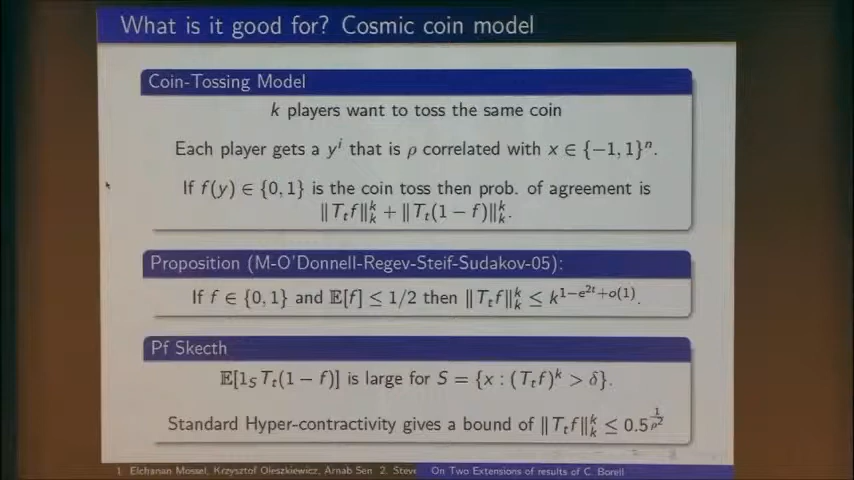 What is it good for? Cosmic coin model
Coin-Tossing Model
k players want to toss the same coin
Each player gets a yⁱ that is ρ correlated with x ∈ {−1, 1}ⁿ.
If f(y) ∈ {0, 1} is the coin toss then prob. of agreement is
‖T_t f‖_k^k + ‖T_t(1 − f)‖_k^k.
Proposition (M-O'Donnell-Regev-Steif-Sudakov-05):
If f ∈ {0, 1} and 𝔼[f] ≤ 1/2 then ‖T_t f‖_k^k ≤ k^{1−e^{2t}+o(1)}.
Pf Skecth
𝔼[1_S T_t(1 − f)] is large for S = {x : (T_t f)^k > δ}.
Standard Hyper-contractivity gives a bound of ‖T_t f‖_k^k ≤ 0.5^{1/ρ²}
1. Elchanan Mossel, Krzysztof Oleszkiewicz, Arnab Sen 2. Steve On Two Extensions of results of C. Borell